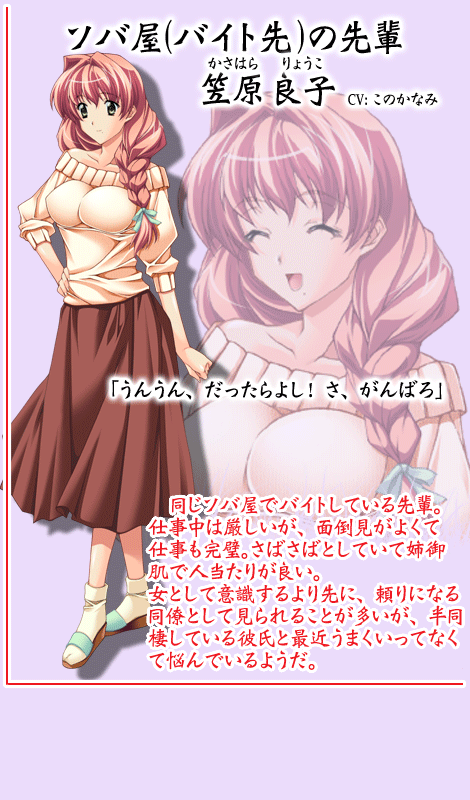 ソバ屋(バイト先)の先輩
かさはら りょうこ
笠原 良子 CV:このかなみ
「うんうん、だったらよし! さ、がんばろ」
同じソバ屋でバイトしている先輩。
仕事中は厳しいが、面倒見がよくて
仕事も完璧。さばさばとしていて姉御
肌で人当たりが良い。
女として意識するより先に、頼りになる
同僚として見られることが多いが、半同
棲している彼氏と最近うまくいってなく
て悩んでいるようだ。